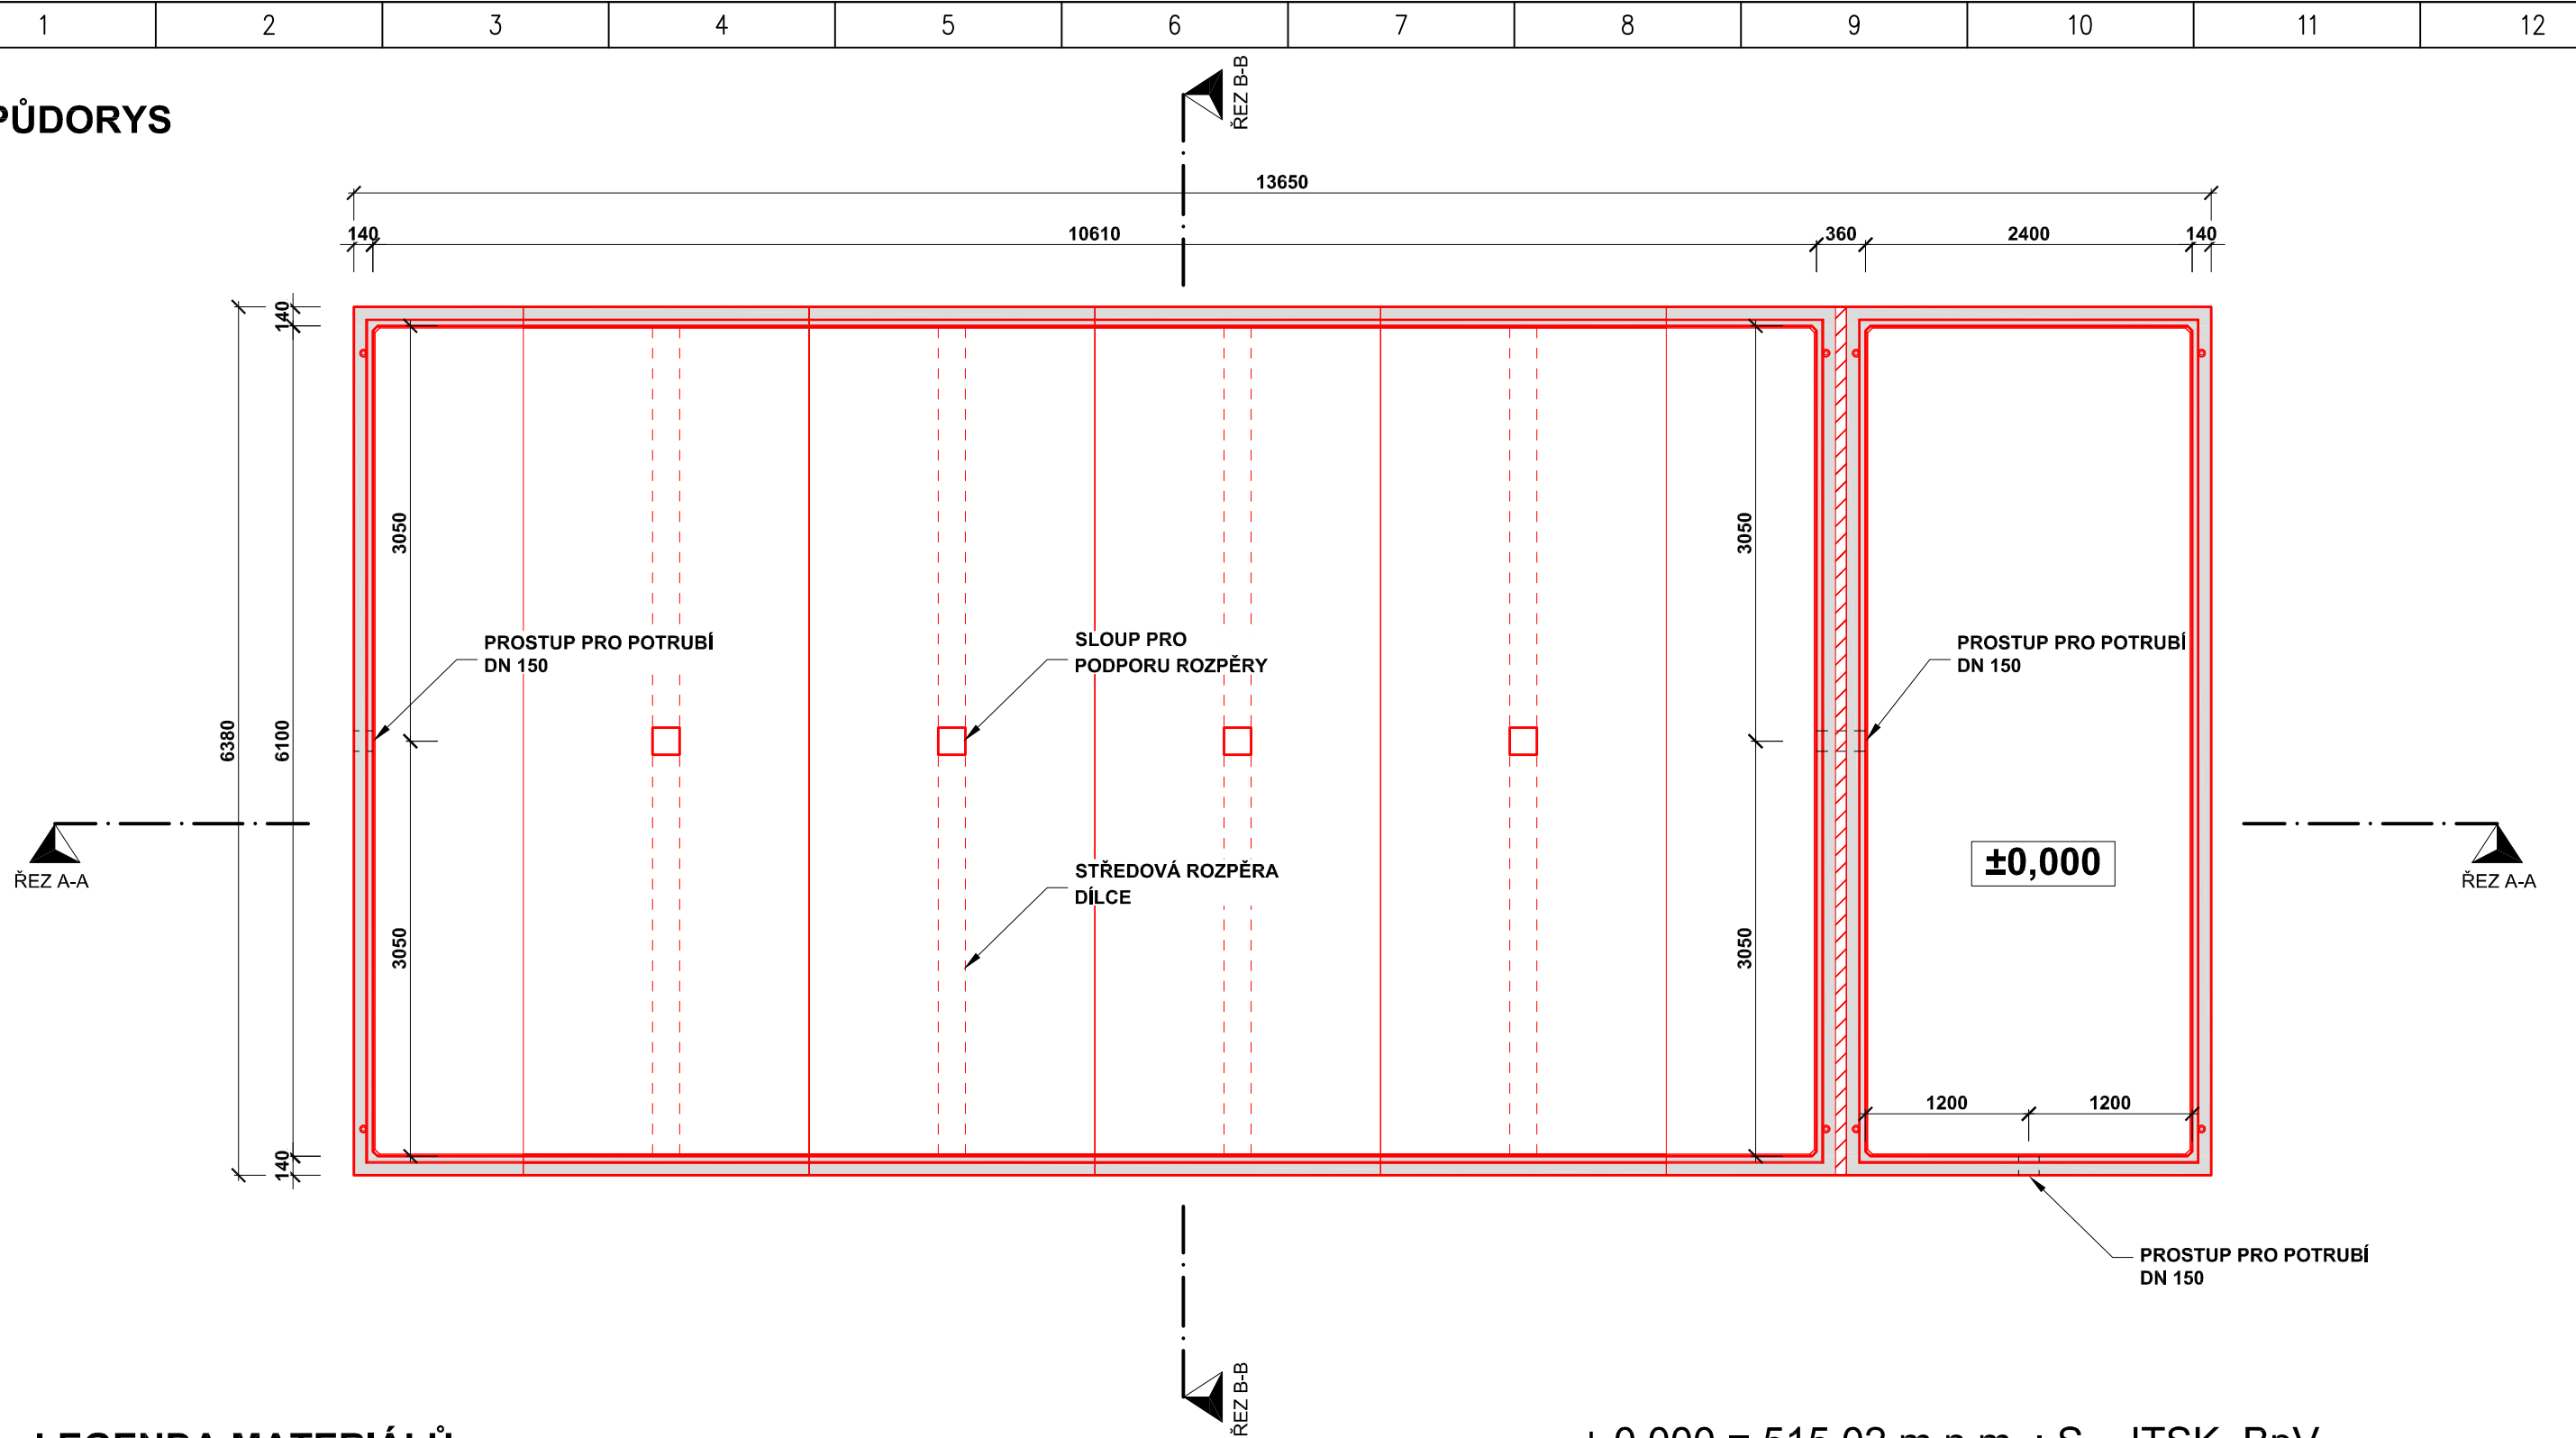 1 2 3 4 5 6 7 8 9 10 11 12
ŘEZ B-B
PŮDORYS
13650
140 10610 360 2400 140
140
3050
3050
PROSTUP PRO POTRUBÍ
DN 150
SLOUP PRO
PODPORU ROZPĚRY
PROSTUP PRO POTRUBÍ
DN 150
6380
6100
±0,000
ŘEZ A-A
STŘEDOVÁ ROZPĚRA
DÍLCE
ŘEZ A-A
3050
3050
1200 1200
140
PROSTUP PRO POTRUBÍ
DN 150
ŘEZ B-B
LEGENDA MATERIÁLŮ